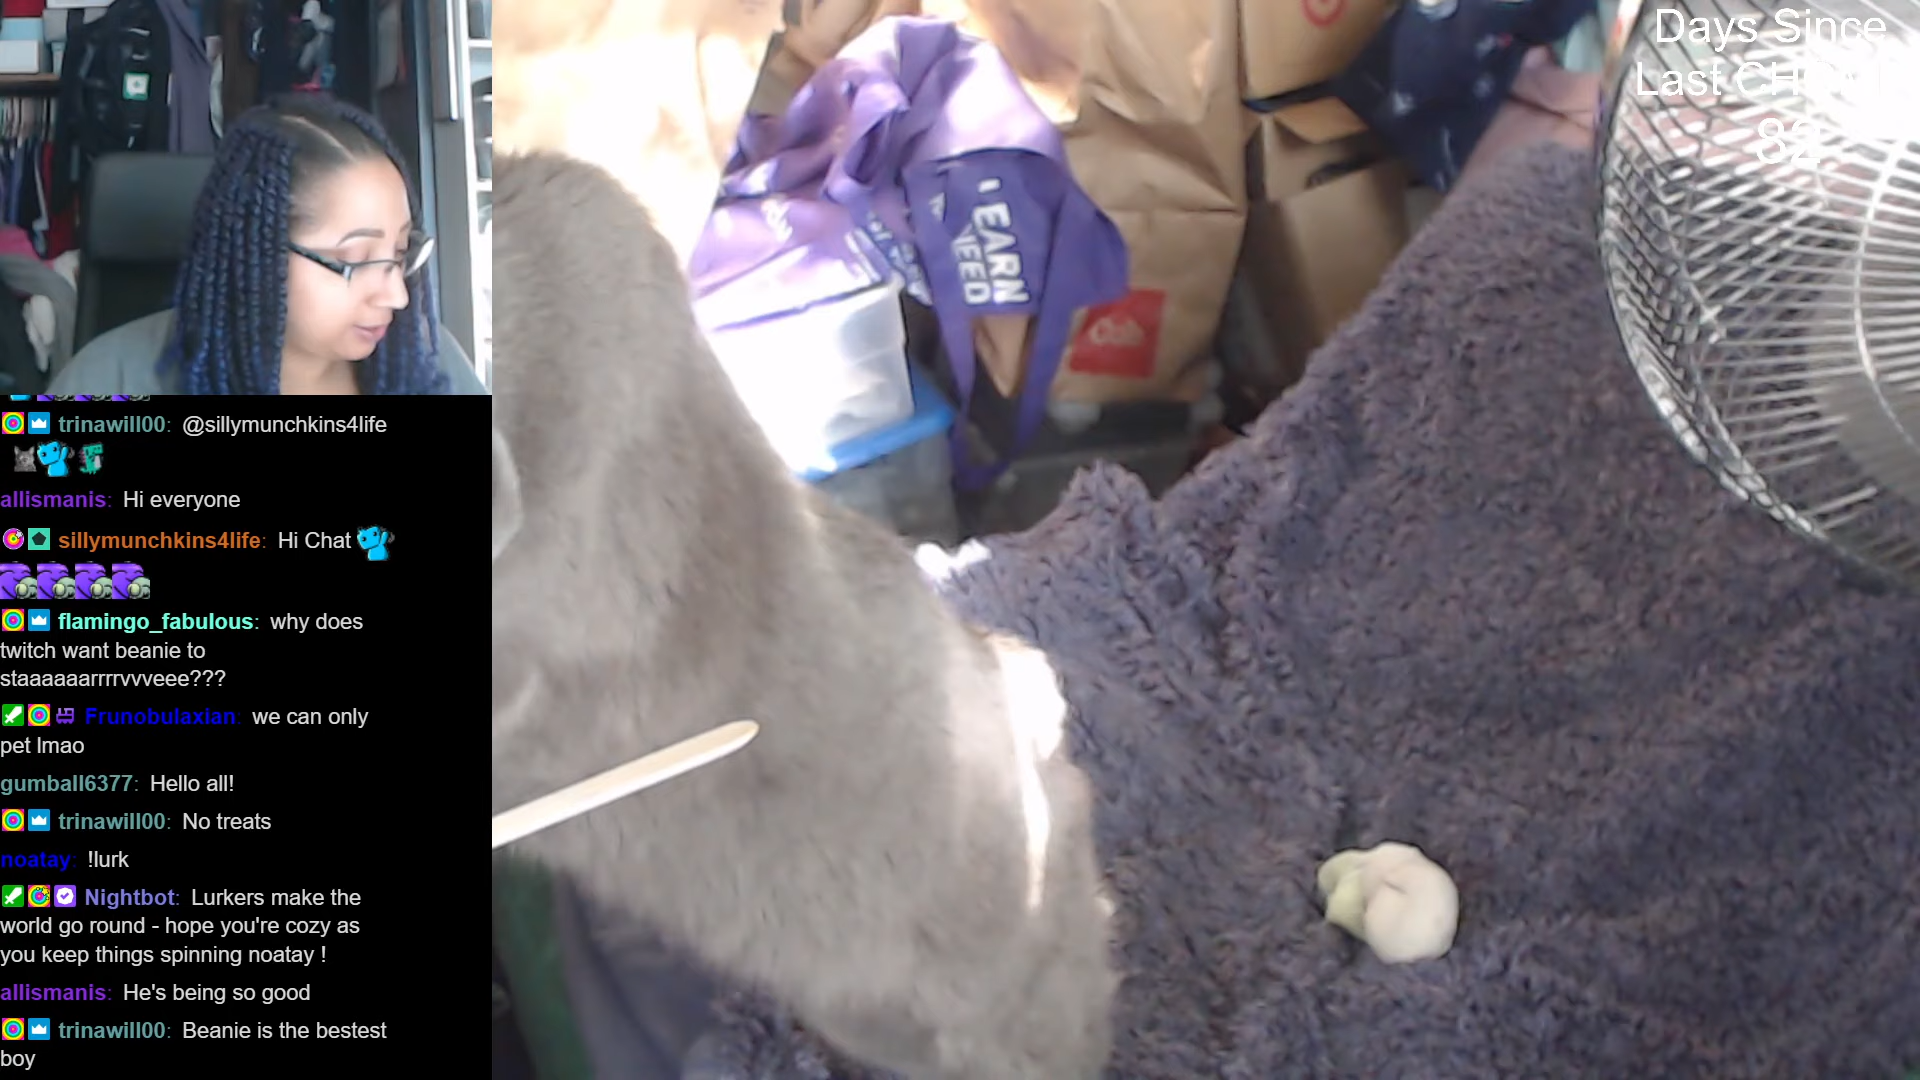 Days Since
Last
82
I EARN
NEED
trinawill00: @sillymunchkins4life
allismanis: Hi everyone
sillymunchkins4life: Hi Chat
flamingo_fabulous: why does
twitch want beanie to
staaaaaarrrrvvveee???
Frunobulaxian: we can only
pet lmao
gumball6377: Hello all!
trinawill00: No treats
noatay: !lurk
Nightbot: Lurkers make the
world go round - hope you're cozy as
you keep things spinning noatay !
allismanis: He's being so good
trinawill00: Beanie is the bestest
boy